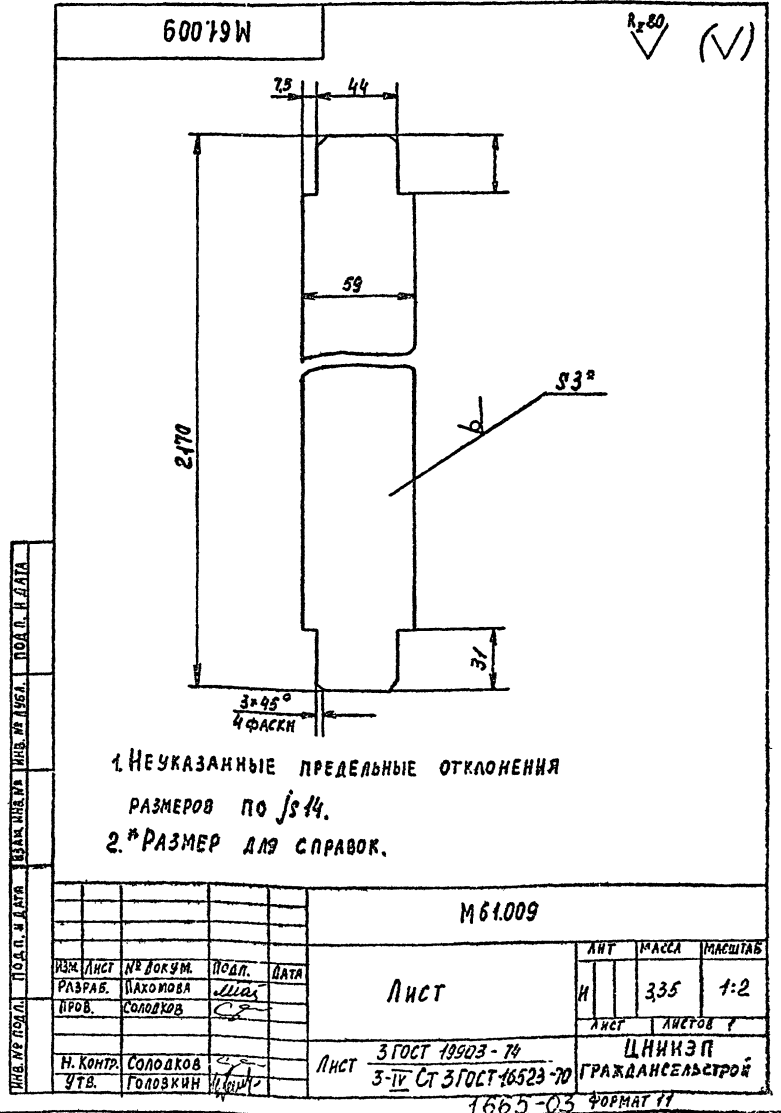 М61.009
Rz80
7,5
44
59
S3*
2170
31
3×45°
4 фаски
1. Неуказанные предельные отклонения
размеров по js 14.
2. *Размер для справок.
М61.009
Изм. Лист № докум. Подп. Дата
Разраб. Пахомова
Пров. Солодков
Н. контр. Солодков
Утв. Головкин
Лист
Лит Масса Масштаб
И 3,35 1:2
Лист Листов 1
Лист 3 ГОСТ 19903-74
3-IV Ст 3 ГОСТ 16523-70
ЦНИИЭП
граждансельстрой
1665-03 Формат 11
Инв. № подл.
Подп. и дата
Взам. инв. №
Инв. № дубл.
Подп. и дата